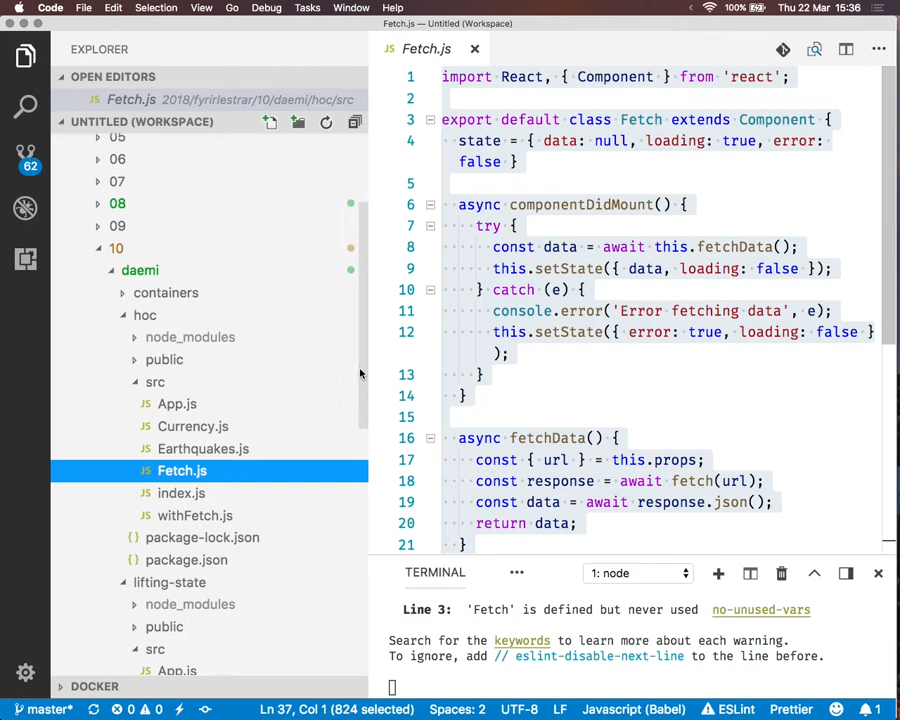 Code File Edit Selection View Go Debug Tasks Window Help 100% Thu 22 Mar 15:36
Fetch.js — Untitled (Workspace)
EXPLORER
OPEN EDITORS
JS Fetch.js 2018/fyrirlestrar/10/daemi/hoc/src
UNTITLED (WORKSPACE)
05
06
07
08
09
10
daemi
containers
hoc
node_modules
public
src
JS App.js
JS Currency.js
JS Earthquakes.js
JS Fetch.js
JS index.js
JS withFetch.js
{} package-lock.json
{} package.json
lifting-state
node_modules
public
src
JS App.js
DOCKER
62
JS Fetch.js
1 import React, { Component } from 'react';
2
3 export default class Fetch extends Component {
4 state = { data: null, loading: true, error:
false }
5
6 async componentDidMount() {
7 try {
8 const data = await this.fetchData();
9 this.setState({ data, loading: false });
10 } catch (e) {
11 console.error('Error fetching data', e);
12 this.setState({ error: true, loading: false }
);
13 }
14 }
15
16 async fetchData() {
17 const { url } = this.props;
18 const response = await fetch(url);
19 const data = await response.json();
20 return data;
21 }
TERMINAL
1: node
Line 3: 'Fetch' is defined but never used no-unused-vars
Search for the keywords to learn more about each warning.
To ignore, add // eslint-disable-next-line to the line before.
master* 0 0 Ln 37, Col 1 (824 selected) Spaces: 2 UTF-8 LF Javascript (Babel) ESLint Prettier 1